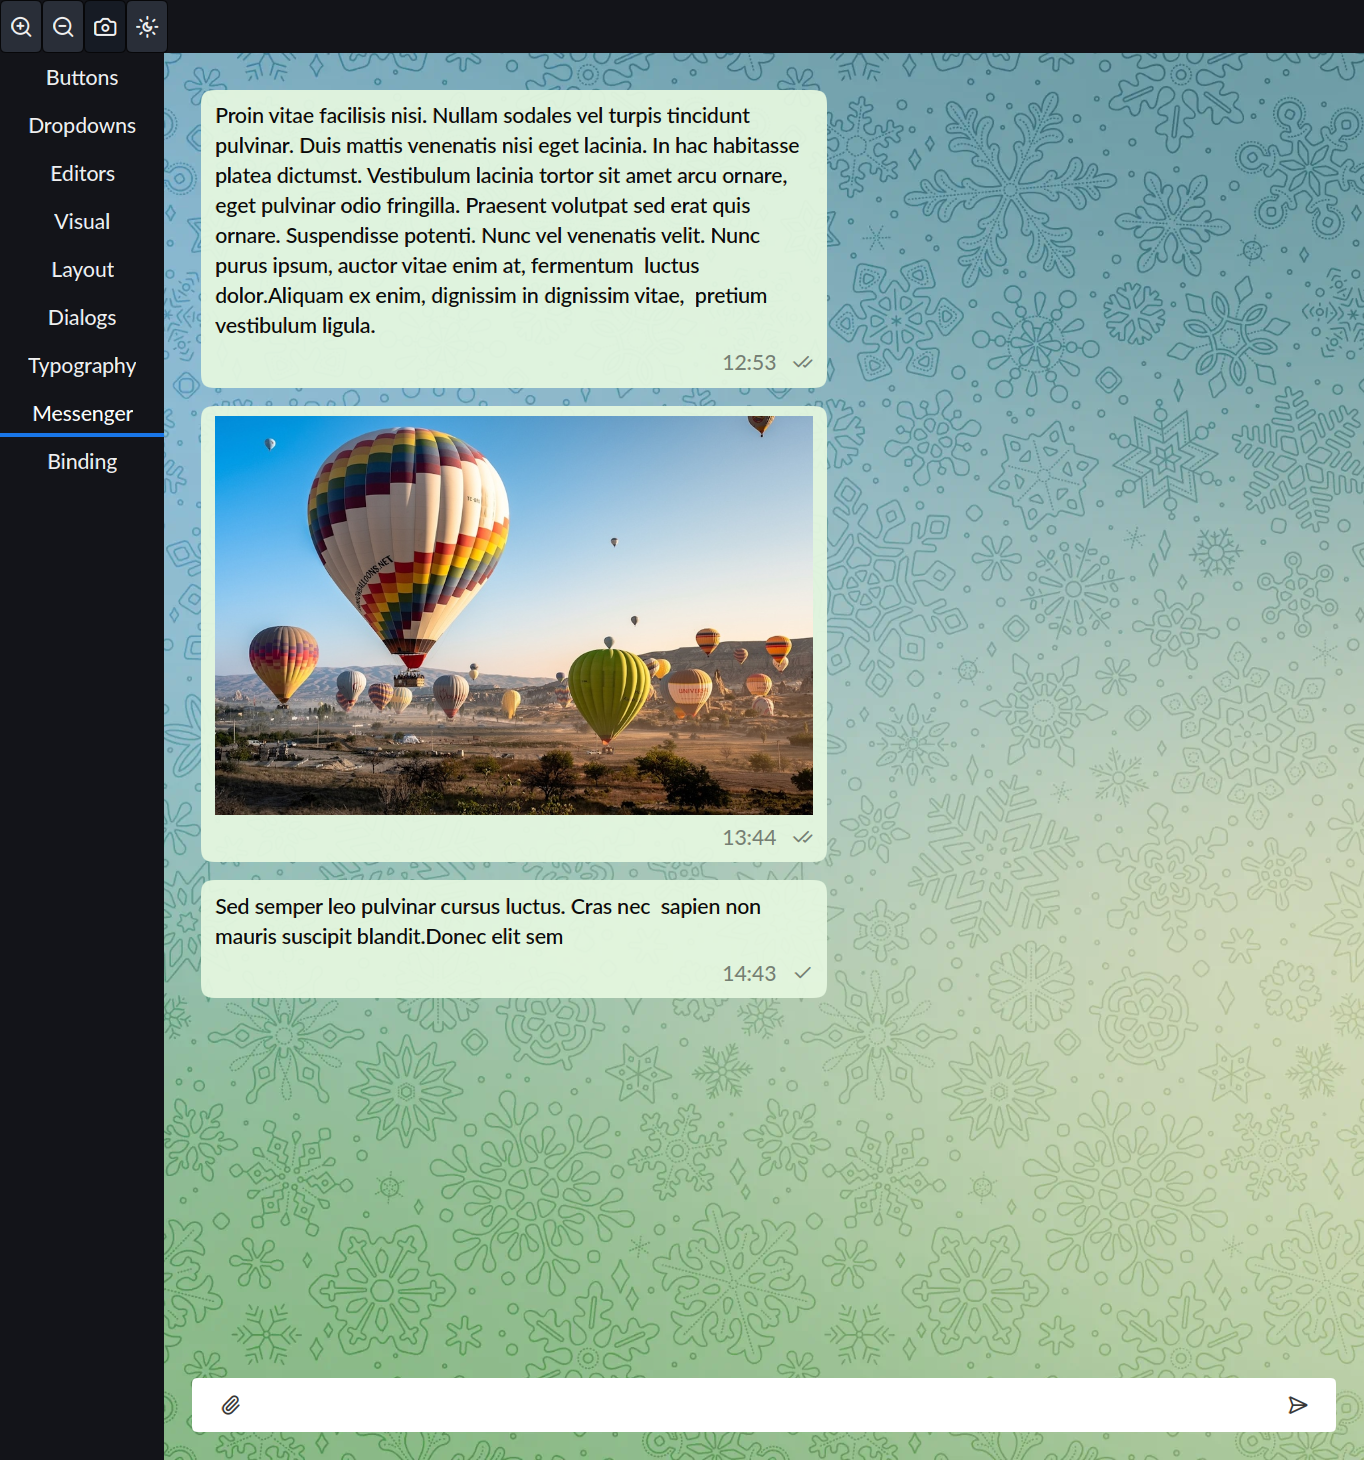 Buttons
Dropdowns
Editors
Visual
Layout
Dialogs
Typography
Messenger
Binding
Proin vitae facilisis nisi. Nullam sodales vel turpis tincidunt
pulvinar. Duis mattis venenatis nisi eget lacinia. In hac habitasse
platea dictumst. Vestibulum lacinia tortor sit amet arcu ornare,
eget pulvinar odio fringilla. Praesent volutpat sed erat quis
ornare. Suspendisse potenti. Nunc vel venenatis velit. Nunc
purus ipsum, auctor vitae enim at, fermentum  luctus
dolor.Aliquam ex enim, dignissim in dignissim vitae,  pretium
vestibulum ligula.
12:53
13:44
Sed semper leo pulvinar cursus luctus. Cras nec  sapien non
mauris suscipit blandit.Donec elit sem
14:43